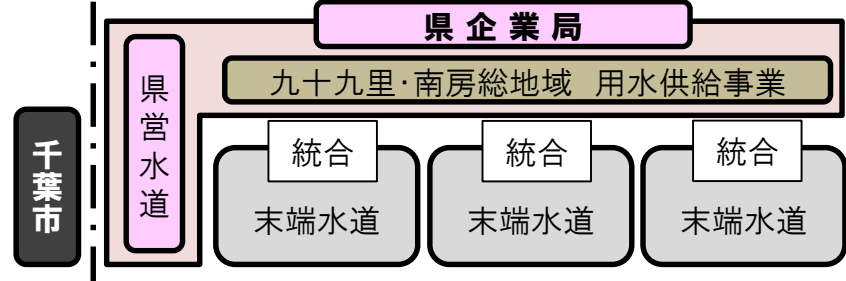 県企業局
九十九里･南房総地域　用水供給事業
県営水道
千葉市
統合
末端水道
統合
末端水道
統合
末端水道